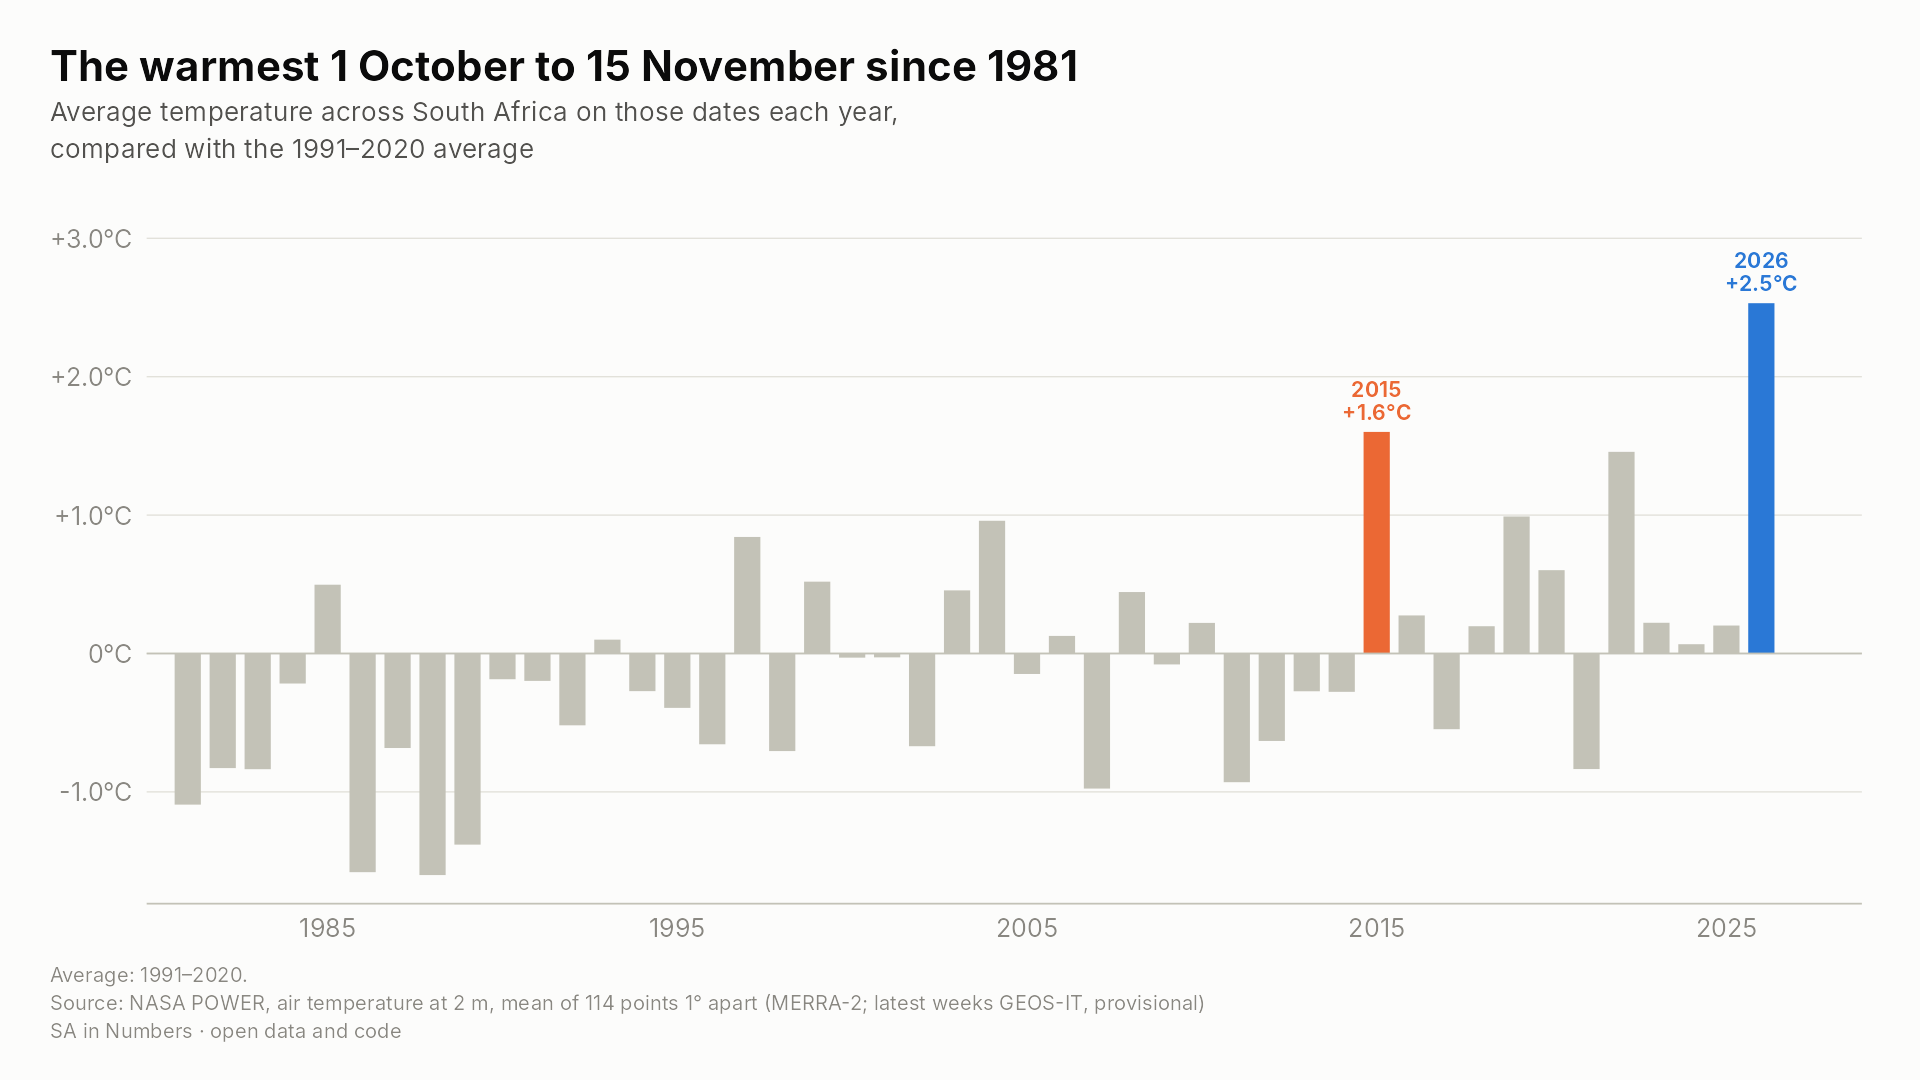 The warmest 1 October to 15 November since 1981
Average temperature across South Africa on those dates each year,
compared with the 1991–2020 average
+3.0°C
2026
+2.5°C
+2.0°C
2015
+1.6°C
+1.0°C
0°C
-1.0°C
1985 1995 2005 2015 2025
Average: 1991–2020.
Source: NASA POWER, air temperature at 2 m, mean of 114 points 1° apart (MERRA-2; latest weeks GEOS-IT, provisional)
SA in Numbers · open data and code